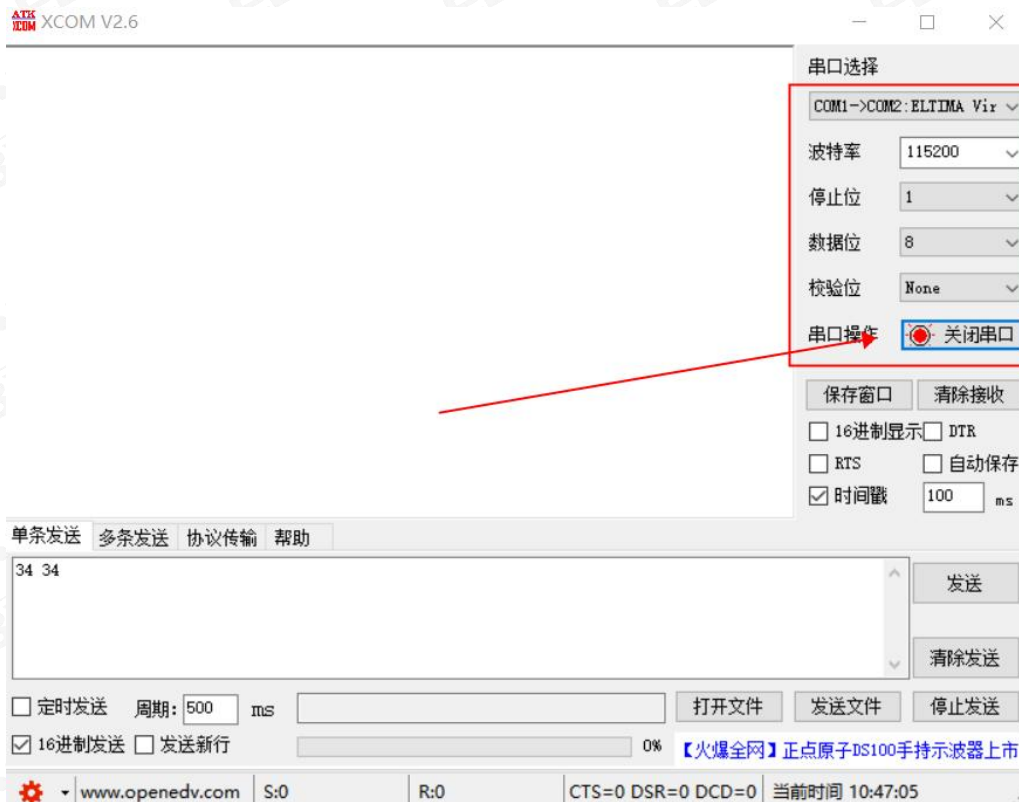 ATK XCOM XCOM V2.6
串口选择
COM1->COM2:ELTIMA Vir
波特率 115200
停止位 1
数据位 8
校验位 None
串口操作 关闭串口
保存窗口 清除接收
16进制显示 DTR
RTS 自动保存
时间戳 100 ms
单条发送 多条发送 协议传输 帮助
34 34
发送
清除发送
定时发送 周期: 500 ms 打开文件 发送文件 停止发送
16进制发送 发送新行 0% 【火爆全网】正点原子DS100手持示波器上市
www.openedv.com S:0 R:0 CTS=0 DSR=0 DCD=0 当前时间 10:47:05